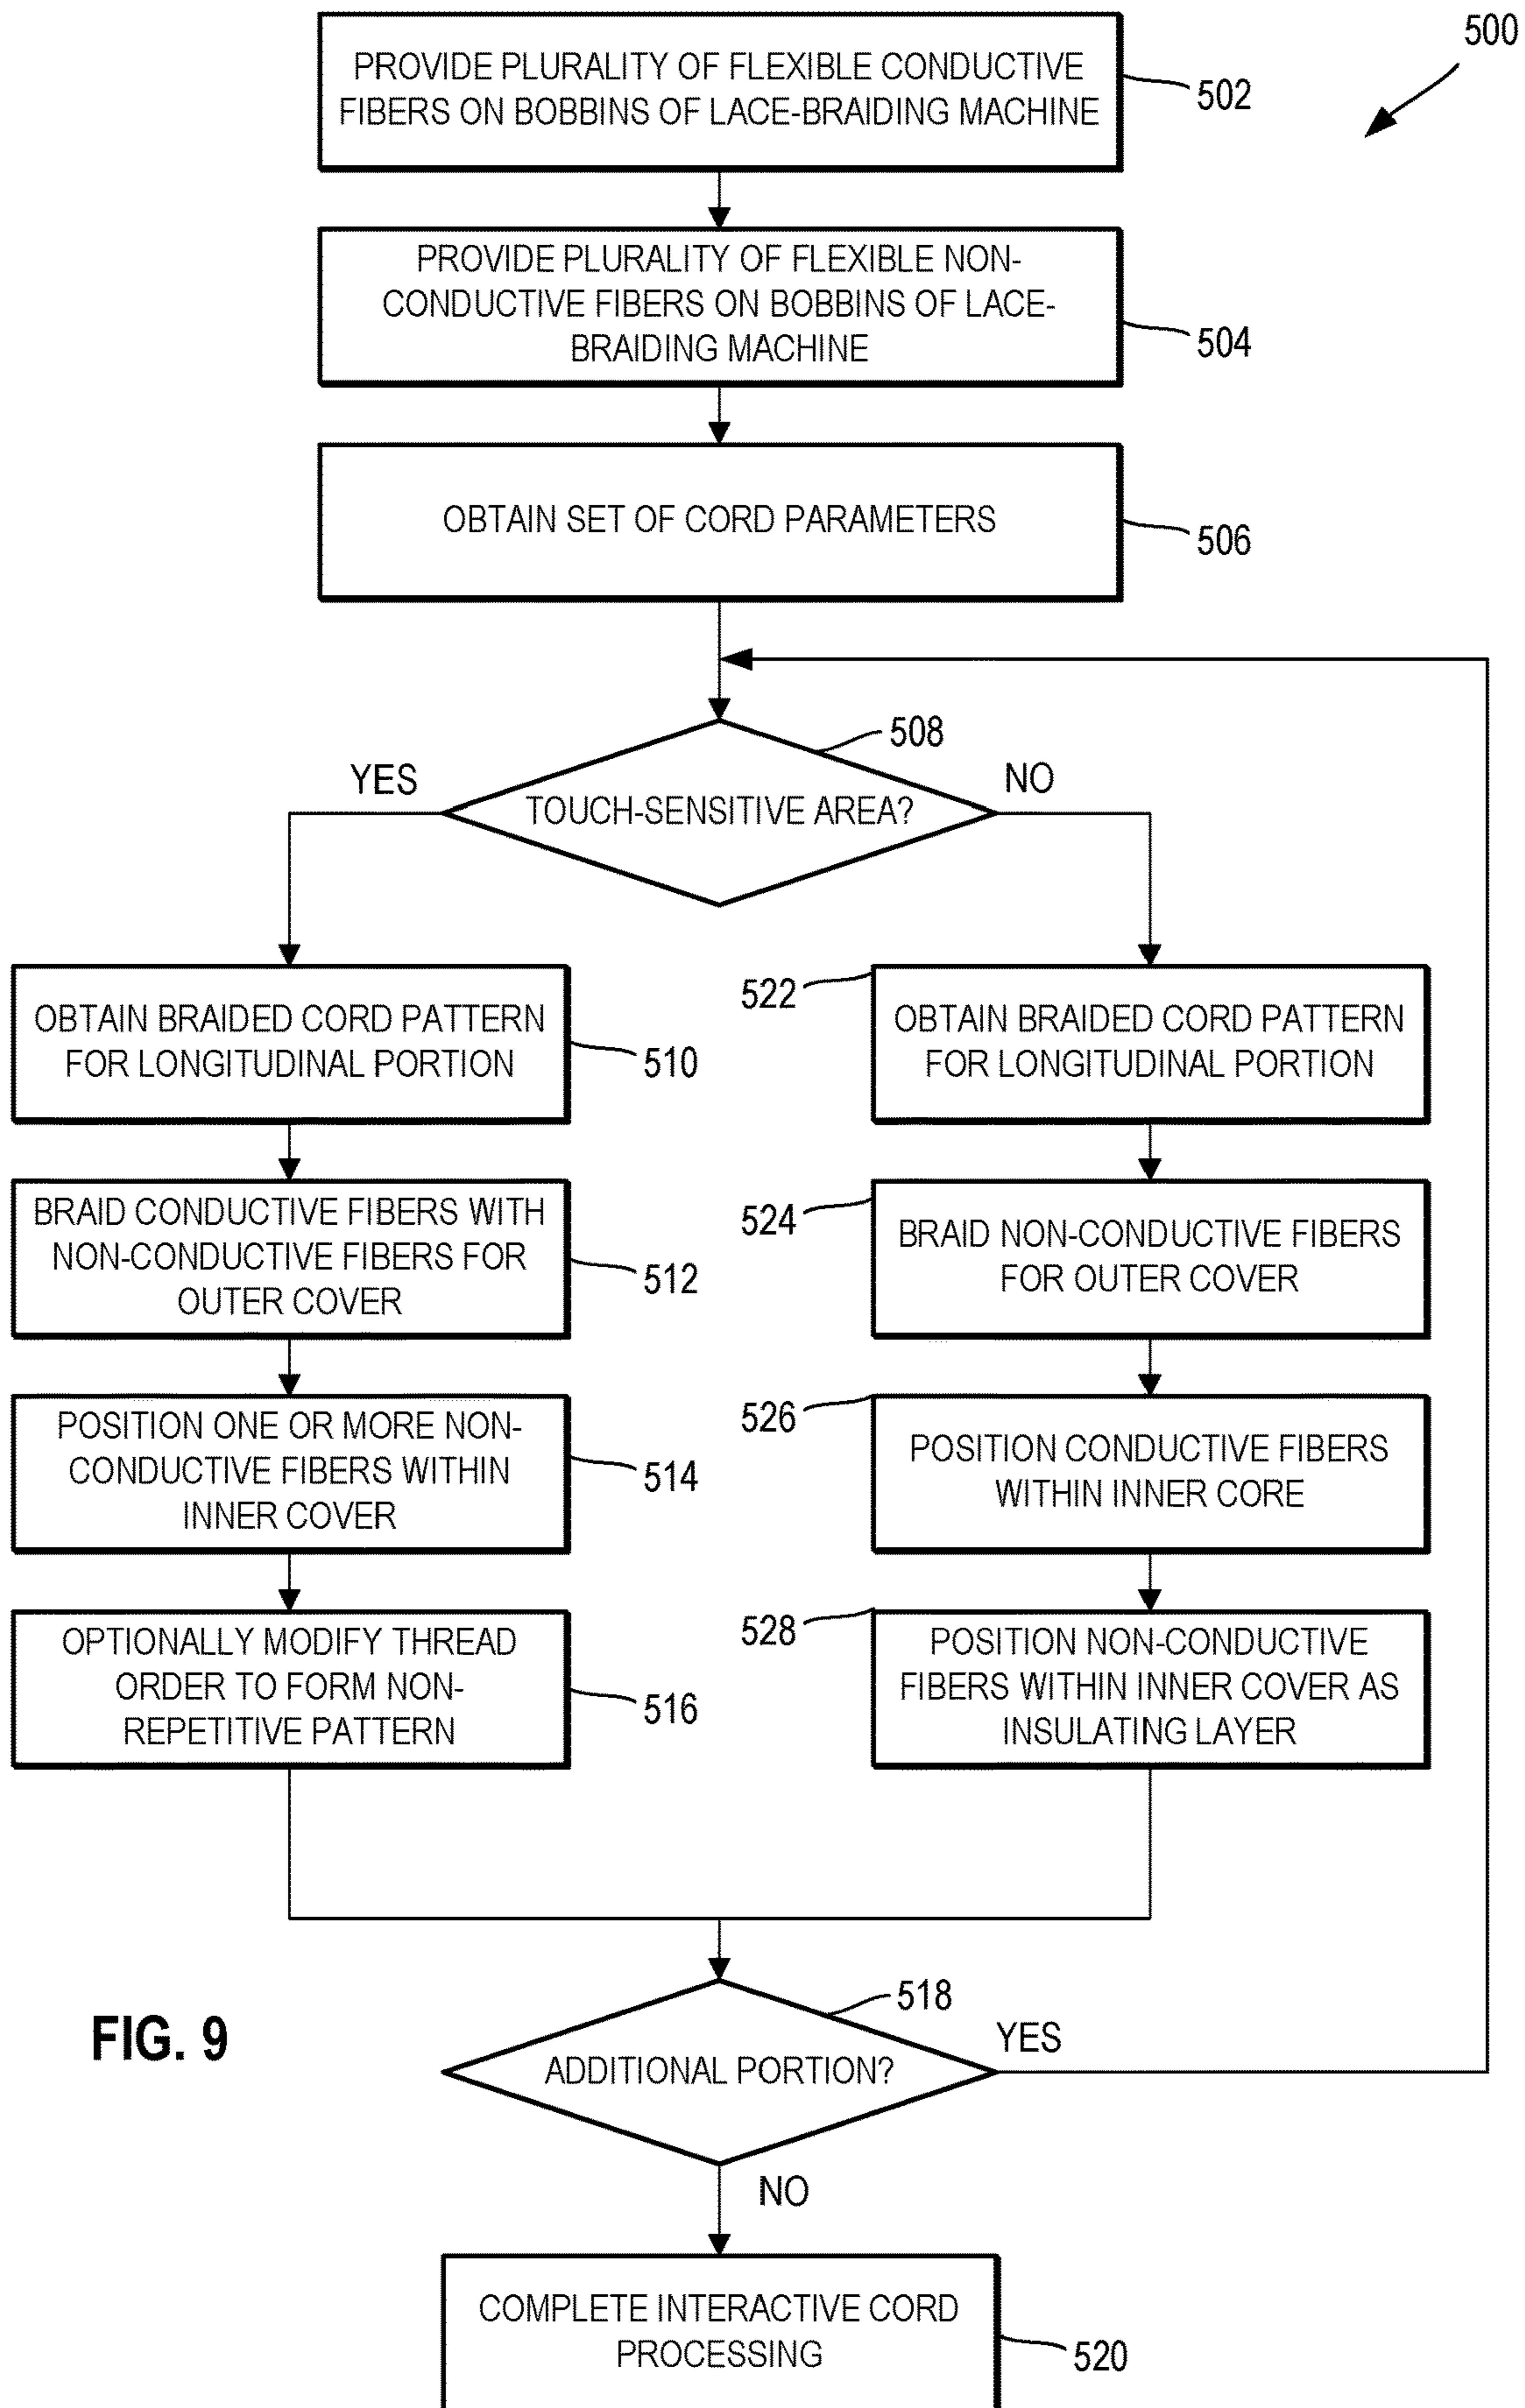 500
PROVIDE PLURALITY OF FLEXIBLE CONDUCTIVE
FIBERS ON BOBBINS OF LACE-BRAIDING MACHINE
502
PROVIDE PLURALITY OF FLEXIBLE NON-
CONDUCTIVE FIBERS ON BOBBINS OF LACE-
BRAIDING MACHINE
504
OBTAIN SET OF CORD PARAMETERS
506
508
YES
NO
TOUCH-SENSITIVE AREA?
OBTAIN BRAIDED CORD PATTERN
FOR LONGITUDINAL PORTION
510
BRAID CONDUCTIVE FIBERS WITH
NON-CONDUCTIVE FIBERS FOR
OUTER COVER
512
POSITION ONE OR MORE NON-
CONDUCTIVE FIBERS WITHIN
INNER COVER
514
OPTIONALLY MODIFY THREAD
ORDER TO FORM NON-
REPETITIVE PATTERN
516
522
OBTAIN BRAIDED CORD PATTERN
FOR LONGITUDINAL PORTION
524
BRAID NON-CONDUCTIVE FIBERS
FOR OUTER COVER
526
POSITION CONDUCTIVE FIBERS
WITHIN INNER CORE
528
POSITION NON-CONDUCTIVE
FIBERS WITHIN INNER COVER AS
INSULATING LAYER
518
FIG. 9
YES
ADDITIONAL PORTION?
NO
COMPLETE INTERACTIVE CORD
PROCESSING
520